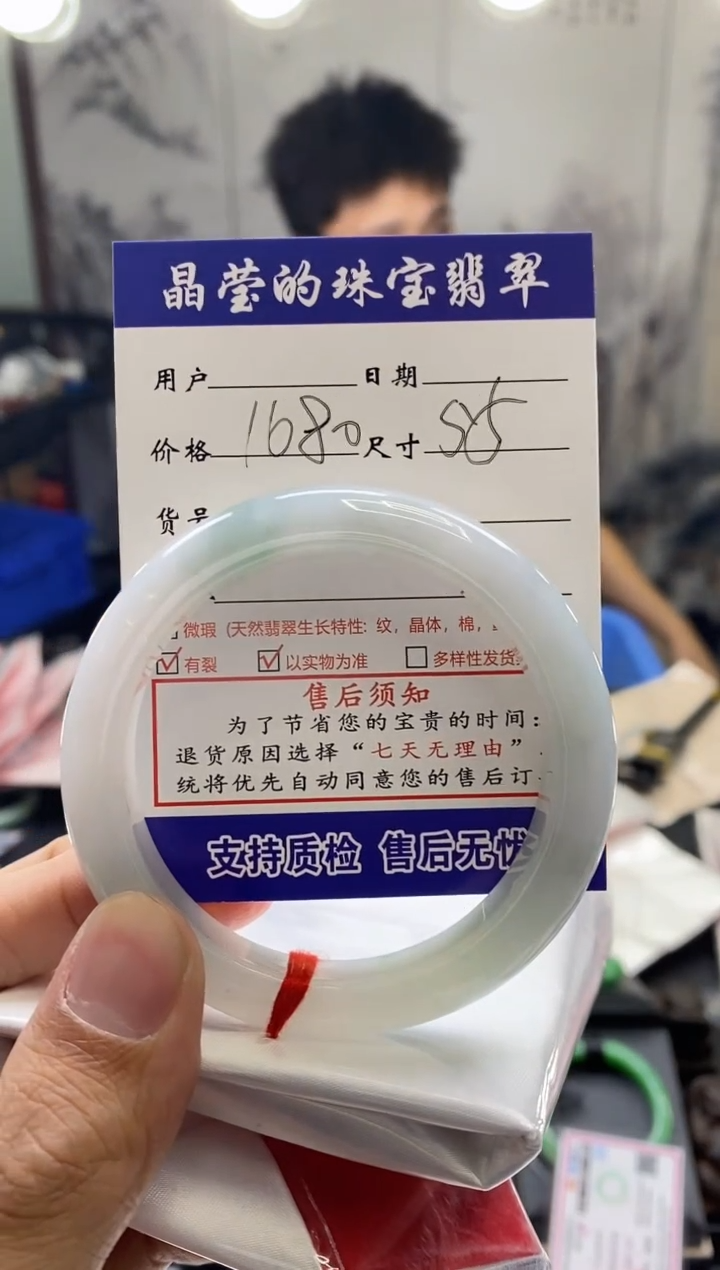 晶莹的珠宝翡翠
用户 日期
价格 1680 尺寸
货号
微瑕 (天然翡翠生长特性: 纹, 晶体, 棉,
有裂 以实物为准 多样性发货
售后须知
为了节省您的宝贵的时间:
退货原因选择“七天无理由”
统将优先自动同意您的售后订
支持质检 售后无忧